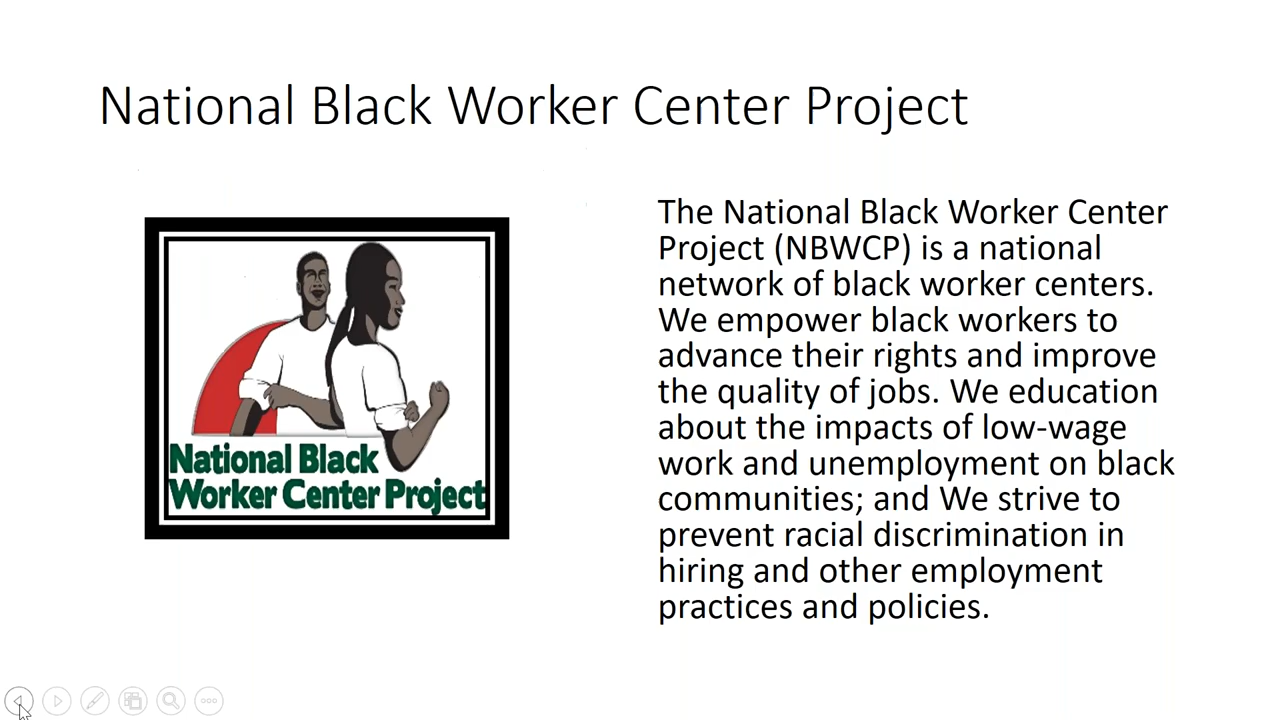 National Black Worker Center Project
The National Black Worker Center
Project (NBWCP) is a national
network of black worker centers.
We empower black workers to
advance their rights and improve
the quality of jobs. We education
about the impacts of low-wage
work and unemployment on black
communities; and We strive to
prevent racial discrimination in
hiring and other employment
practices and policies.
National Black
Worker Center Project